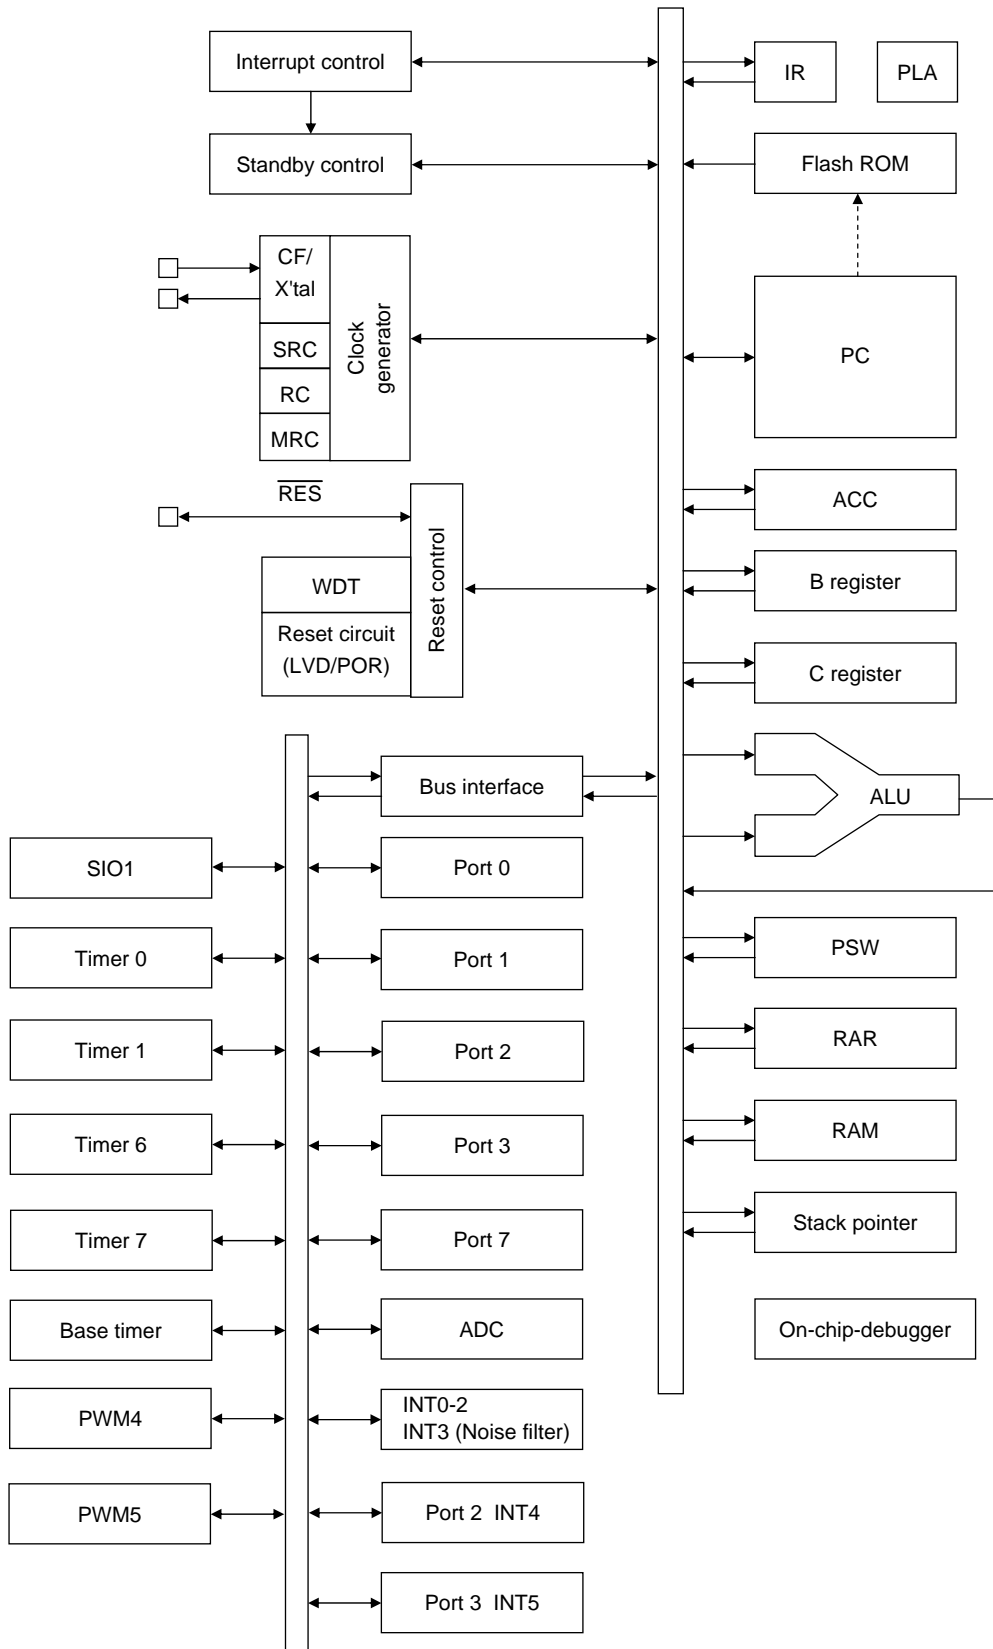 Interrupt control
IR
PLA
Standby control
Flash ROM
CF/
X'tal
SRC
RC
MRC
Clock
generator
PC
RES
Reset control
WDT
Reset circuit
(LVD/POR)
ACC
B register
C register
Bus interface
ALU
SIO1
Port 0
Timer 0
Port 1
PSW
Timer 1
Port 2
RAR
Timer 6
Port 3
RAM
Timer 7
Port 7
Stack pointer
Base timer
ADC
On-chip-debugger
PWM4
INT0-2
INT3 (Noise filter)
PWM5
Port 2 INT4
Port 3 INT5